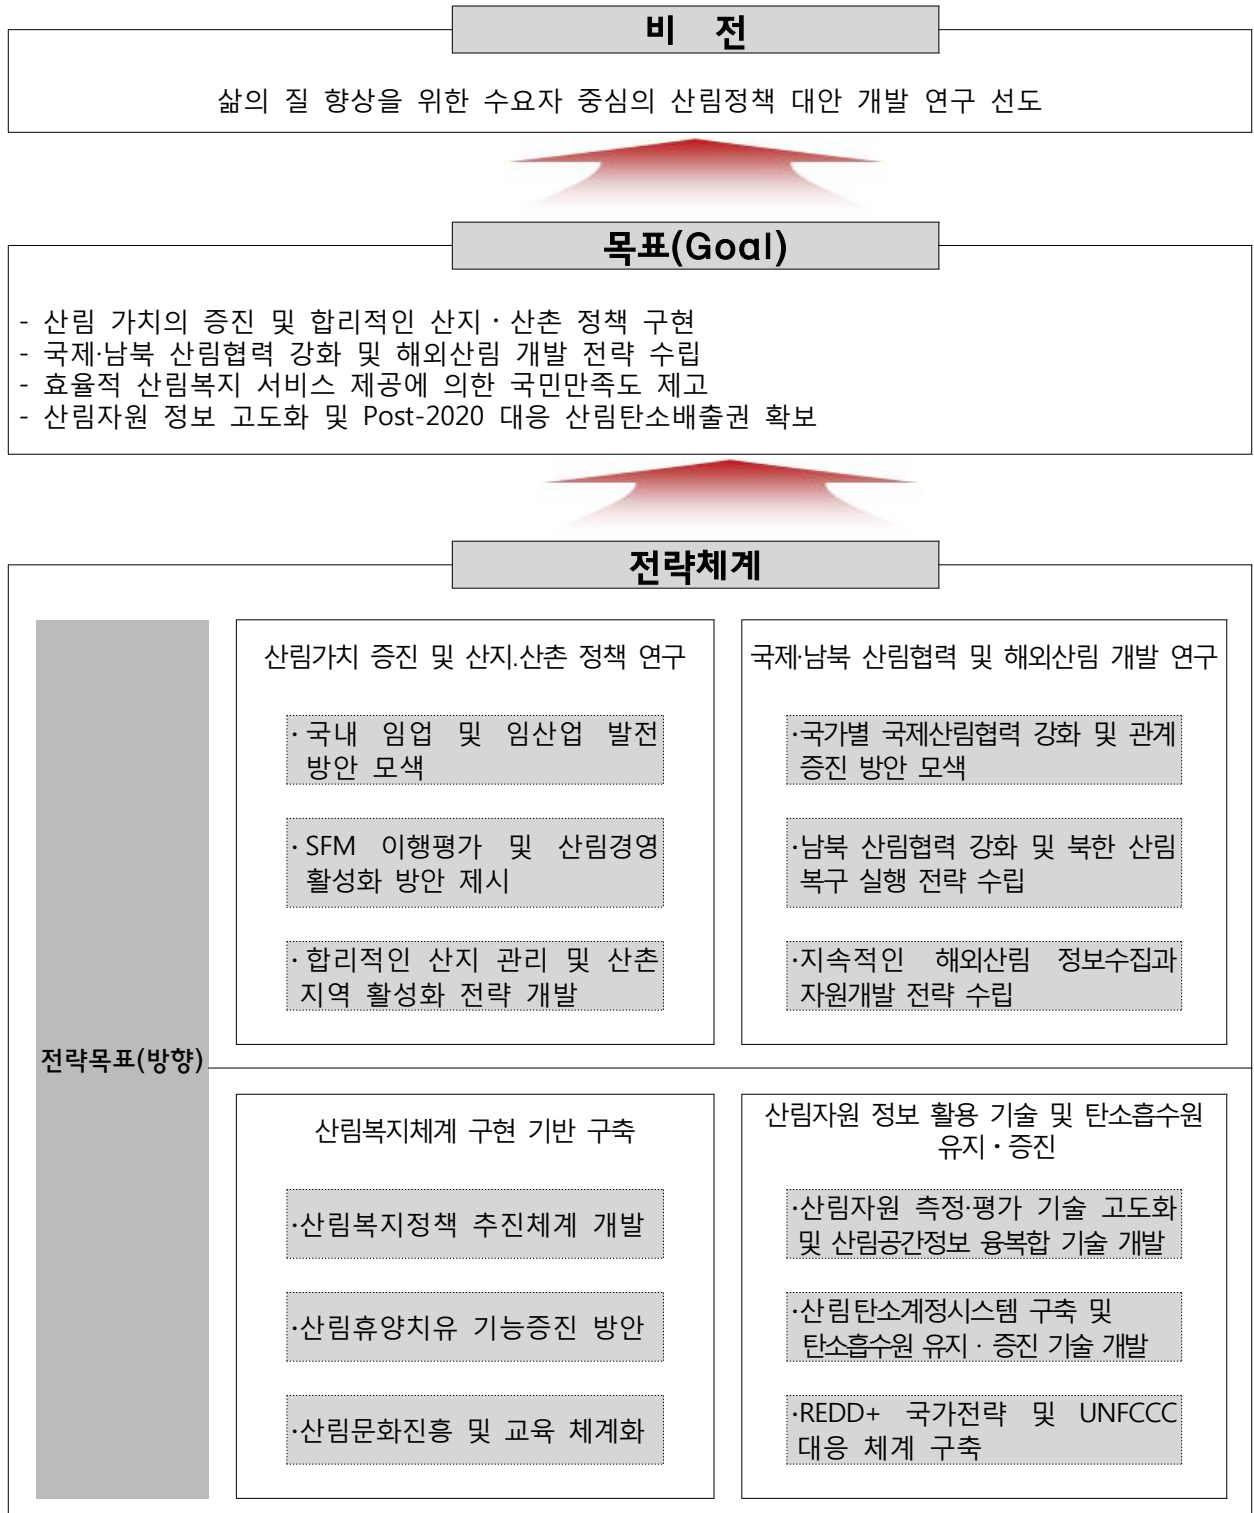 비 전
삶의 질 향상을 위한 수요자 중심의 산림정책 대안 개발 연구 선도
목표(Goal)
- 산림 가치의 증진 및 합리적인 산지 · 산촌 정책 구현
- 국제·남북 산림협력 강화 및 해외산림 개발 전략 수립
- 효율적 산림복지 서비스 제공에 의한 국민만족도 제고
- 산림자원 정보 고도화 및 Post-2020 대응 산림탄소배출권 확보
전략체계
전략목표(방향)
산림가치 증진 및 산지.산촌 정책 연구
· 국내 임업 및 임산업 발전
방안 모색
· SFM 이행평가 및 산림경영
활성화 방안 제시
· 합리적인 산지 관리 및 산촌
지역 활성화 전략 개발
국제·남북 산림협력 및 해외산림 개발 연구
·국가별 국제산림협력 강화 및 관계
증진 방안 모색
·남북 산림협력 강화 및 북한 산림
복구 실행 전략 수립
·지속적인 해외산림 정보수집과
자원개발 전략 수립
산림복지체계 구현 기반 구축
·산림복지정책 추진체계 개발
·산림휴양치유 기능증진 방안
·산림문화진흥 및 교육 체계화
산림자원 정보 활용 기술 및 탄소흡수원
유지 · 증진
·산림자원 측정·평가 기술 고도화
및 산림공간정보 융복합 기술 개발
·산림탄소계정시스템 구축 및
탄소흡수원 유지 · 증진 기술 개발
·REDD+ 국가전략 및 UNFCCC
대응 체계 구축